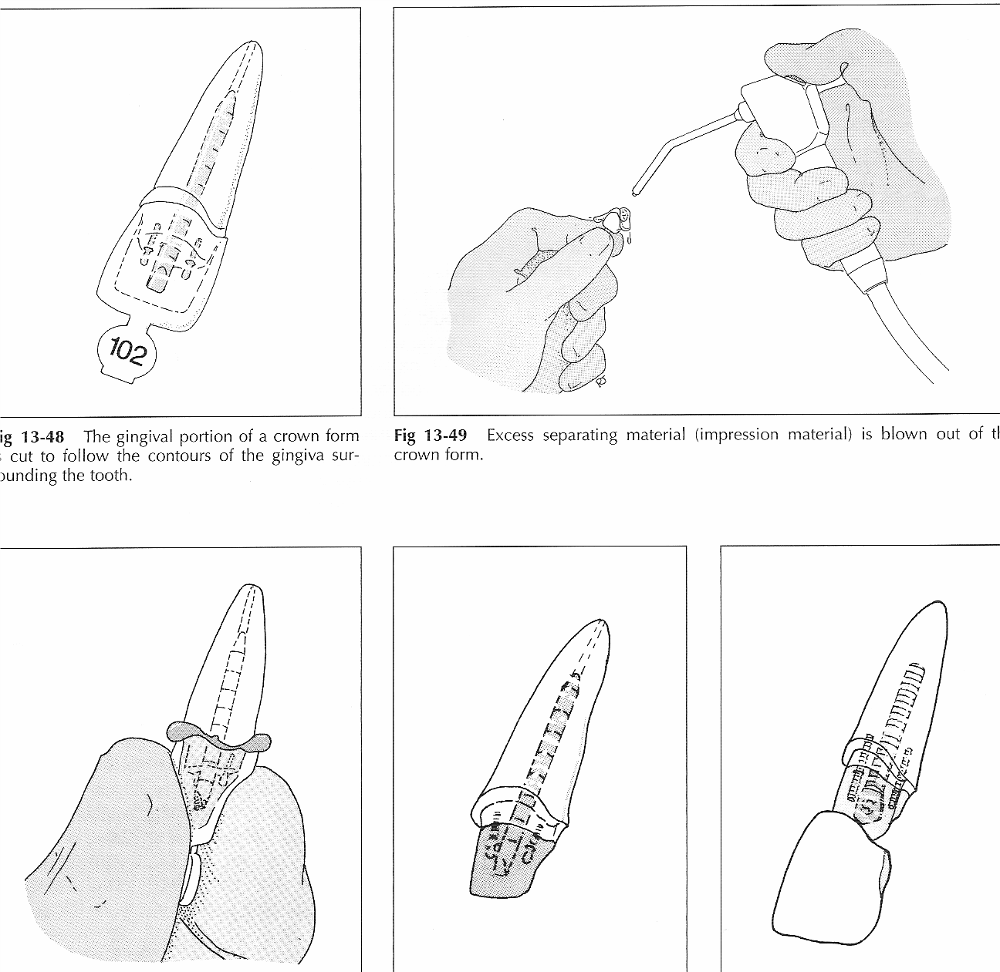 102
ig 13-48 The gingival portion of a crown form
cut to follow the contours of the gingiva sur-
ounding the tooth.
Fig 13-49 Excess separating material (impression material) is blown out of th
crown form.